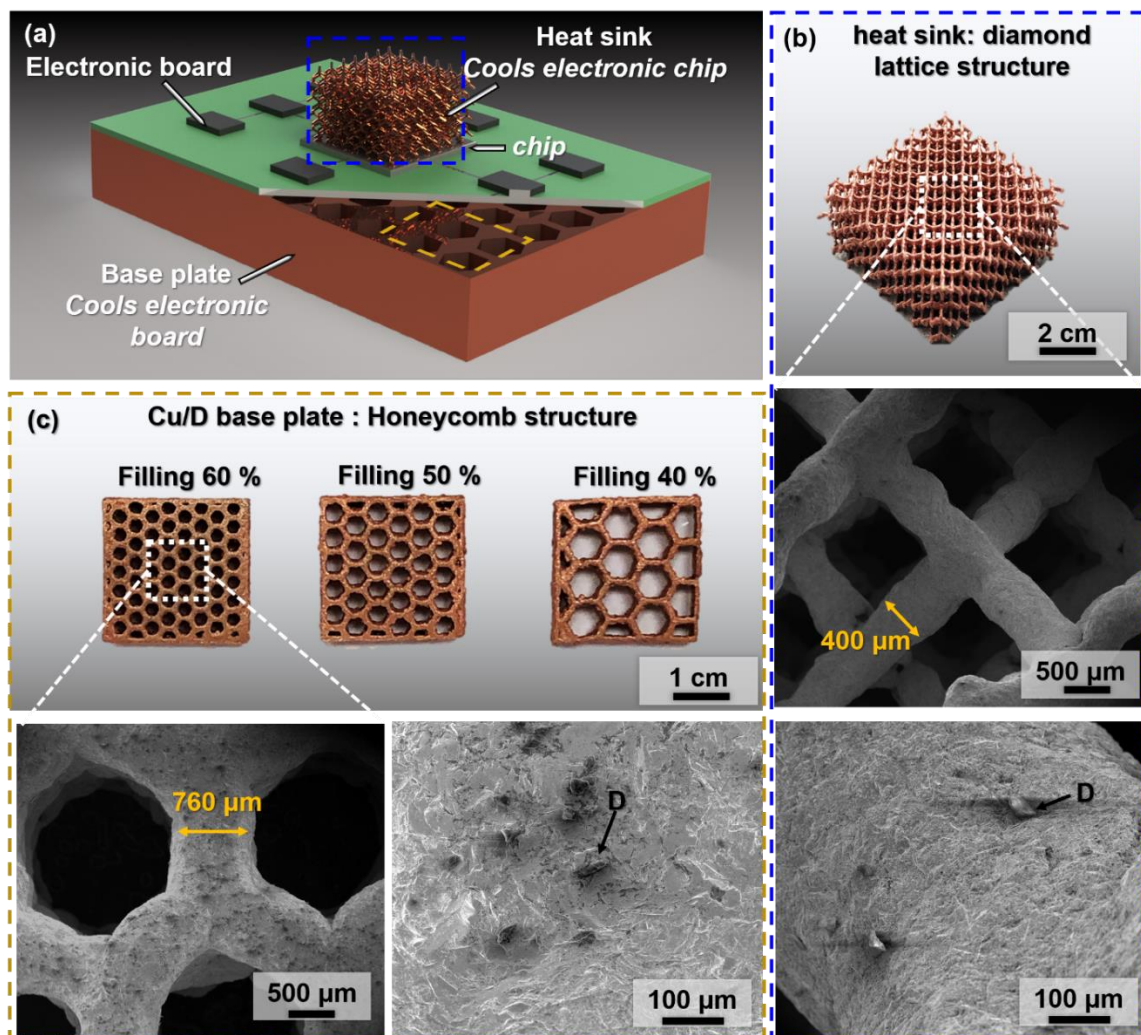 (a)
Electronic board
Heat sink
Cools electronic chip
chip
Base plate
Cools electronic
board
(b)
heat sink: diamond
lattice structure
2 cm
400 µm
500 µm
D
100 µm
(c)
Cu/D base plate : Honeycomb structure
Filling 60 %
Filling 50 %
Filling 40 %
1 cm
760 µm
500 µm
D
100 µm